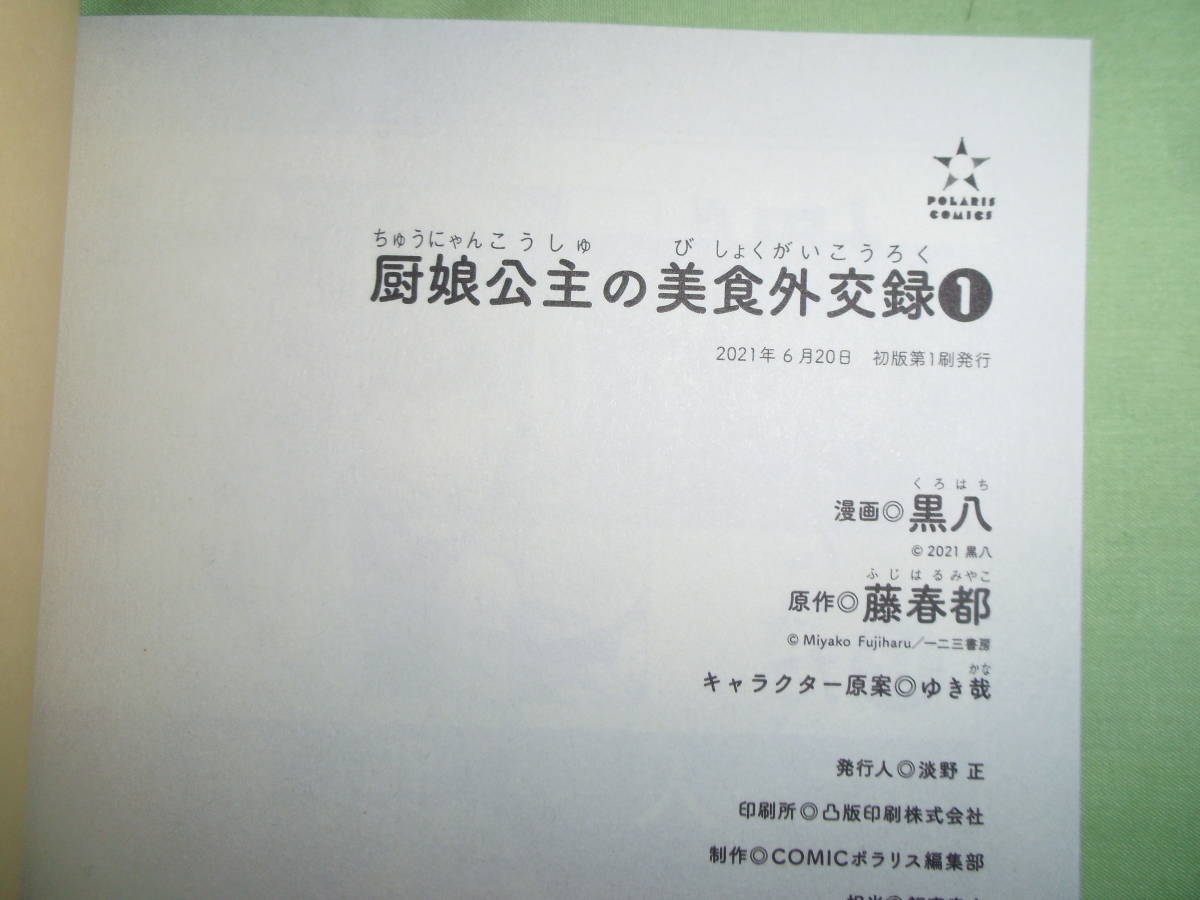 POLARIS
COMICS
ちゅうにゃんこうしゅ びしょくがいこうろく
厨娘公主の美食外交録1
2021年6月20日 初版第1刷発行
くろはち
漫画◎黒八
© 2021 黒八
ふじはるみやこ
原作◎藤春都
© Miyako Fujiharu/一二三書房
かな
キャラクター原案◎ゆき哉
発行人◎淡野 正
印刷所◎凸版印刷株式会社
制作◎COMICポラリス編集部